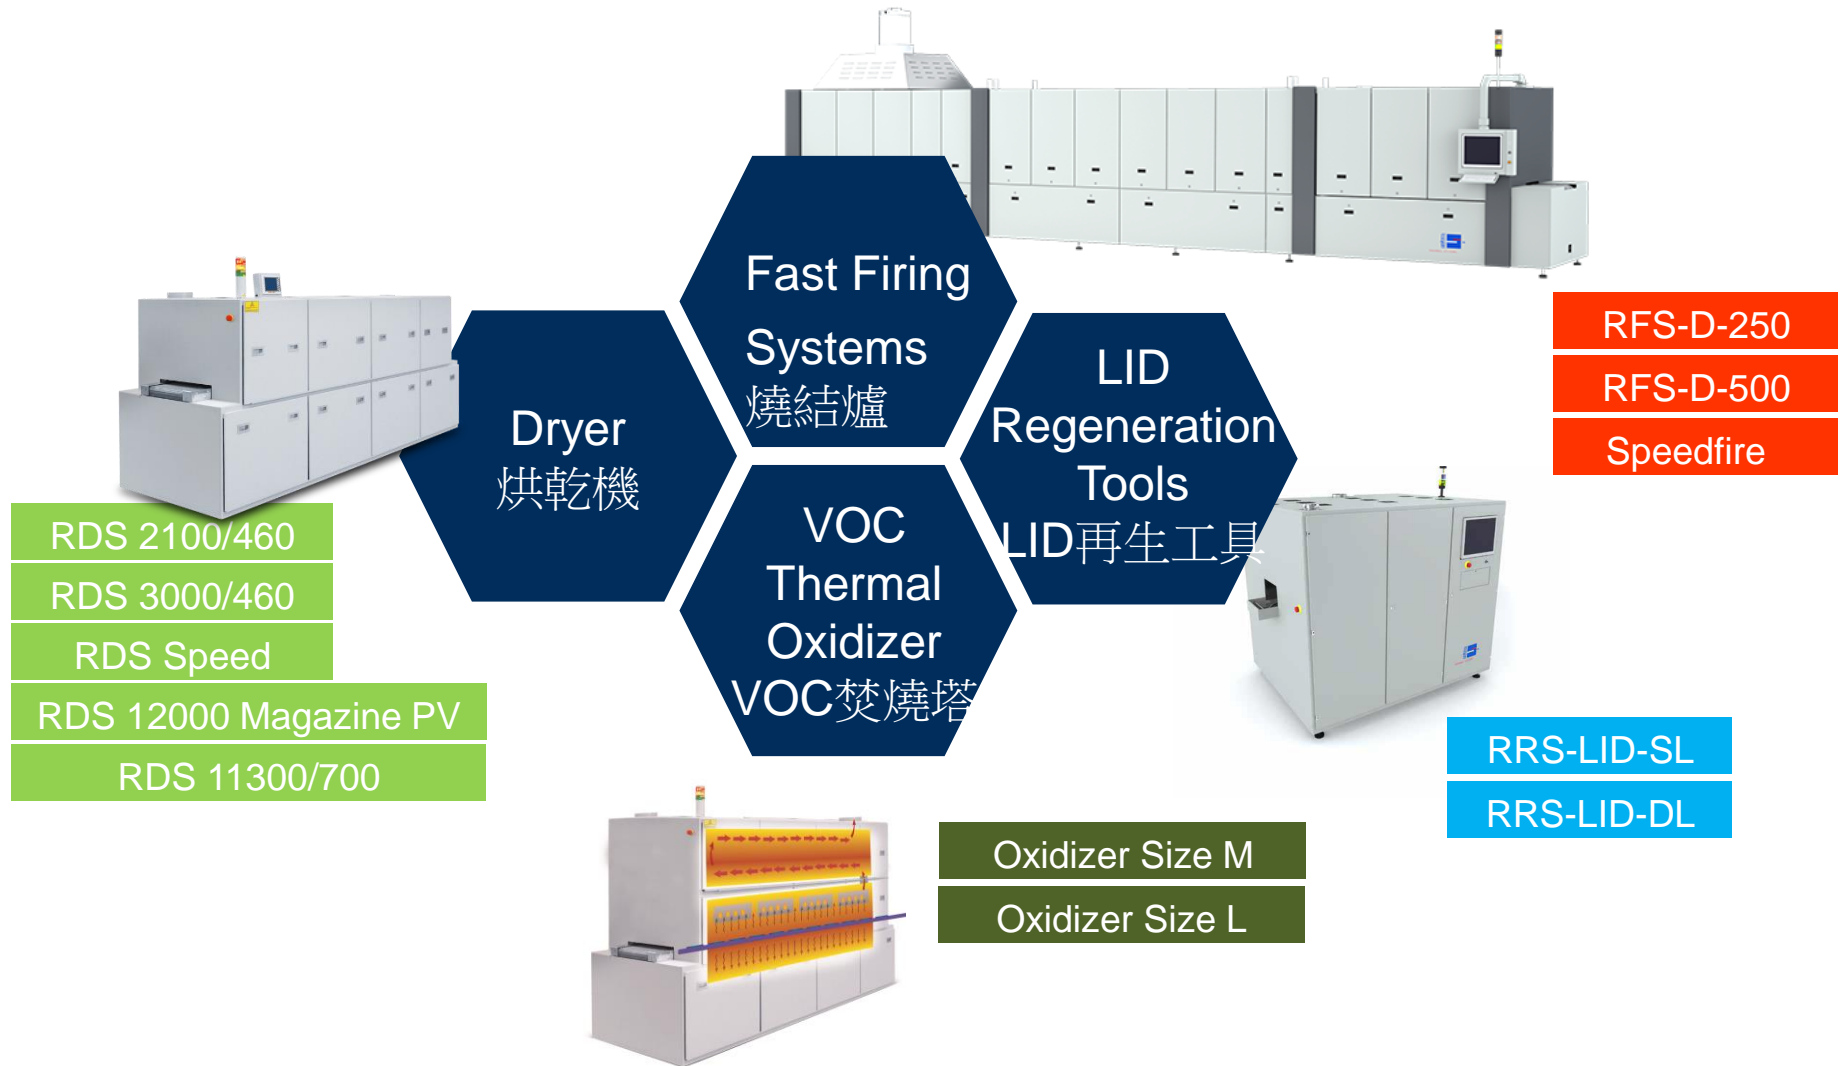 Fast Firing
Systems
燒結爐
Dryer
烘乾機
LID
Regeneration
Tools
LID再生工具
VOC
Thermal
Oxidizer
VOC焚燒塔
RFS-D-250
RFS-D-500
Speedfire
RDS 2100/460
RDS 3000/460
RDS Speed
RDS 12000 Magazine PV
RDS 11300/700
RRS-LID-SL
RRS-LID-DL
Oxidizer Size M
Oxidizer Size L